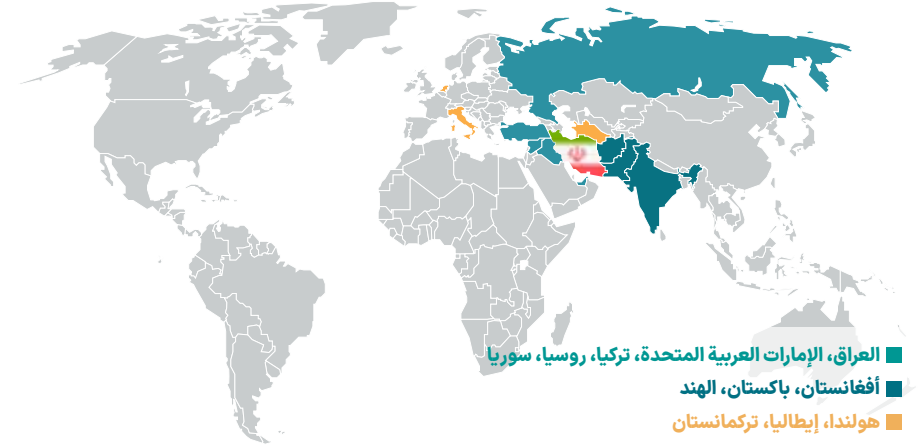 العراق، الإمارات العربية المتحدة، تركيا، روسيا، سوريا
أفغانستان، باكستان، الهند
هولندا، إيطاليا، تركمانستان